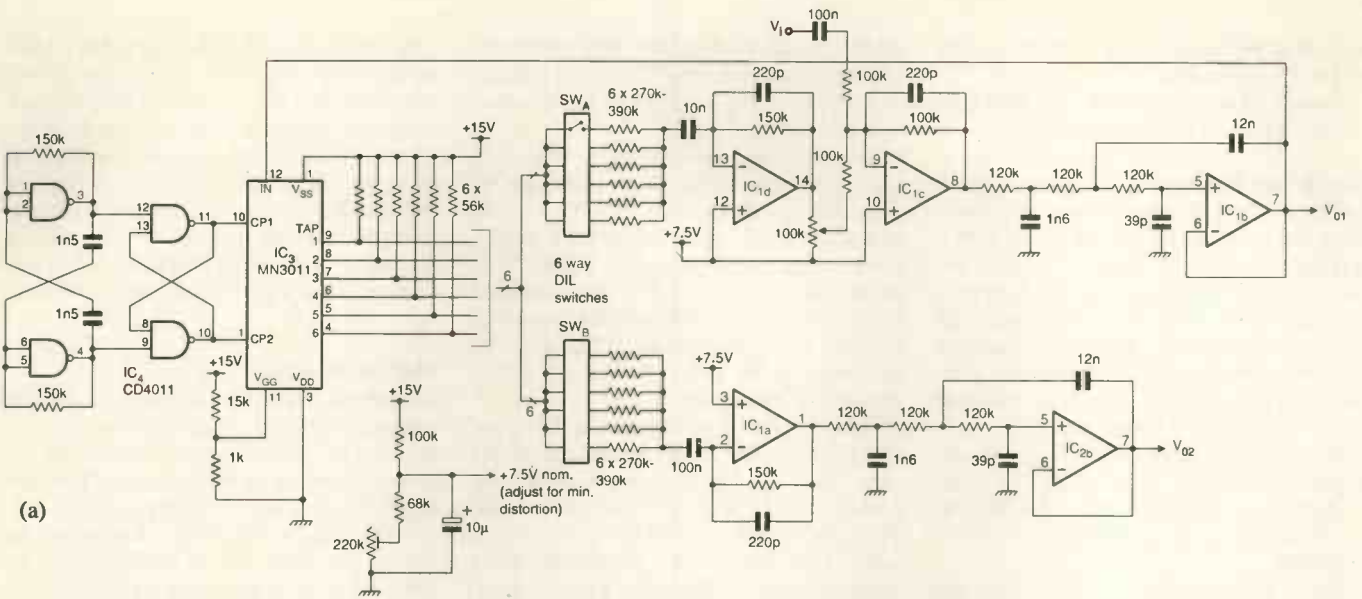 Vi
100n
100k
220p
100k
100k
220p
150k
10n
13
−
12
+
14
IC1d
100k
+7.5V
9
−
10
+
8
IC1c
120k
120k
120k
1n6
39p
12n
5
+
6
−
7
IC1b
V01
SWA
6 x 270k-
390k
6 way
DIL
switches
SWB
6 x 270k-
390k
6
6
+15V
6 x
56k
150k
1
2
3
1n5
12
13
11
1n5
8
9
10
6
5
4
150k
IC4
CD4011
12
IN
1
VSS
10
CP1
TAP
1
2
3
4
5
6
9
8
7
6
5
4
IC3
MN3011
1
CP2
VGG
11
VDD
3
+15V
15k
1k
+15V
100k
+7.5V nom.
(adjust for min.
distortion)
68k
10µ
+
220k
100n
+7.5V
3
+
2
−
1
IC1a
150k
220p
120k
120k
120k
1n6
39p
12n
5
+
6
−
7
IC2b
V02
(a)